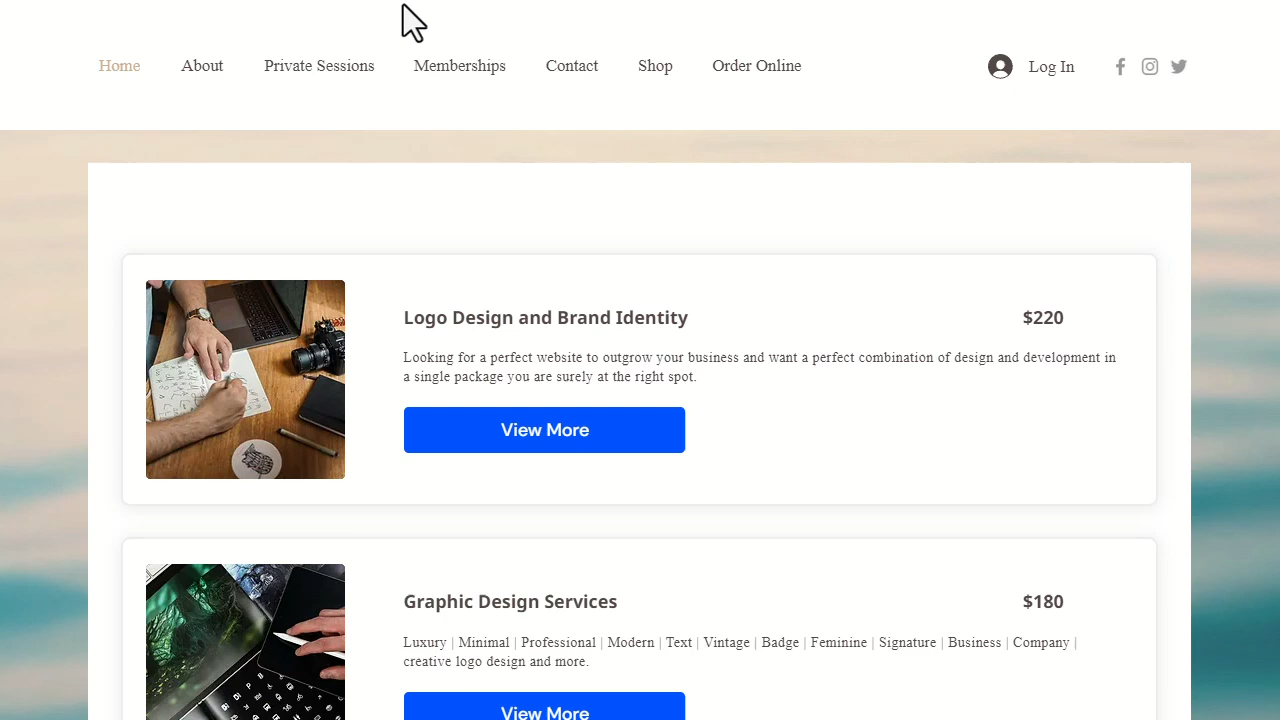 Home About Private Sessions Memberships Contact Shop Order Online Log In
Logo Design and Brand Identity $220
Looking for a perfect website to outgrow your business and want a perfect combination of design and development in
a single package you are surely at the right spot.
View More
Graphic Design Services $180
Luxury | Minimal | Professional | Modern | Text | Vintage | Badge | Feminine | Signature | Business | Company |
creative logo design and more.
View More